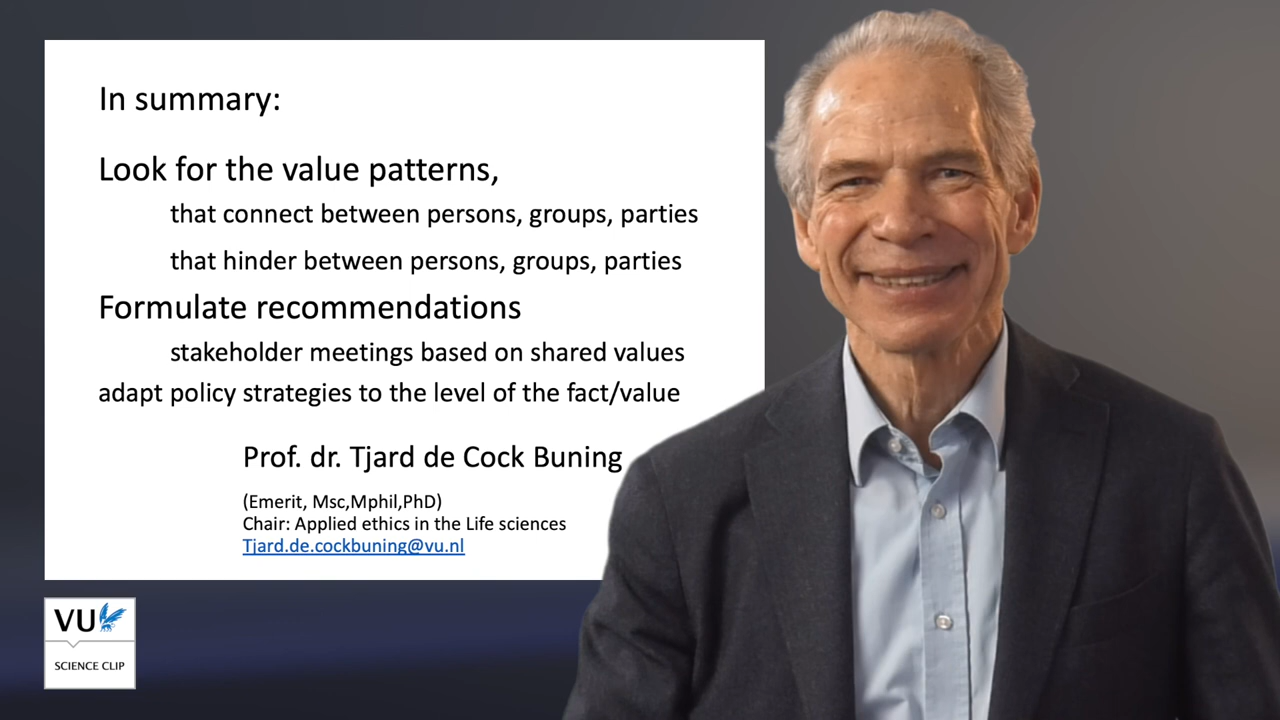 In summary:
Look for the value patterns,
that connect between persons, groups, parties
that hinder between persons, groups, parties
Formulate recommendations
stakeholder meetings based on shared values
adapt policy strategies to the level of the fact/value
Prof. dr. Tjard de Cock Buning
(Emerit, Msc,Mphil,PhD)
Chair: Applied ethics in the Life sciences
Tjard.de.cockbuning@vu.nl
VU
SCIENCE CLIP